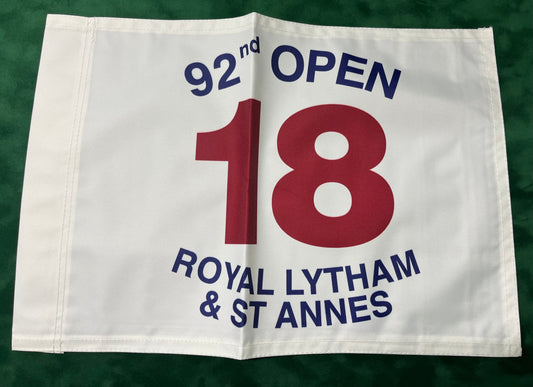 92nd OPEN
18
ROYAL LYTHAM
& ST ANNES